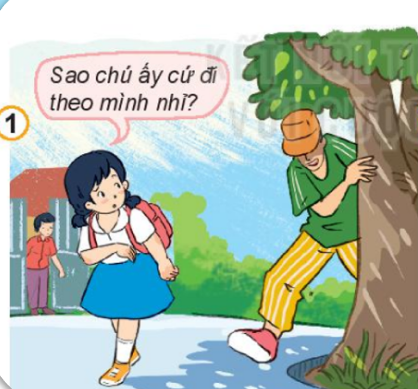 Sao chú ấy cứ đi
theo mình nhỉ?
1